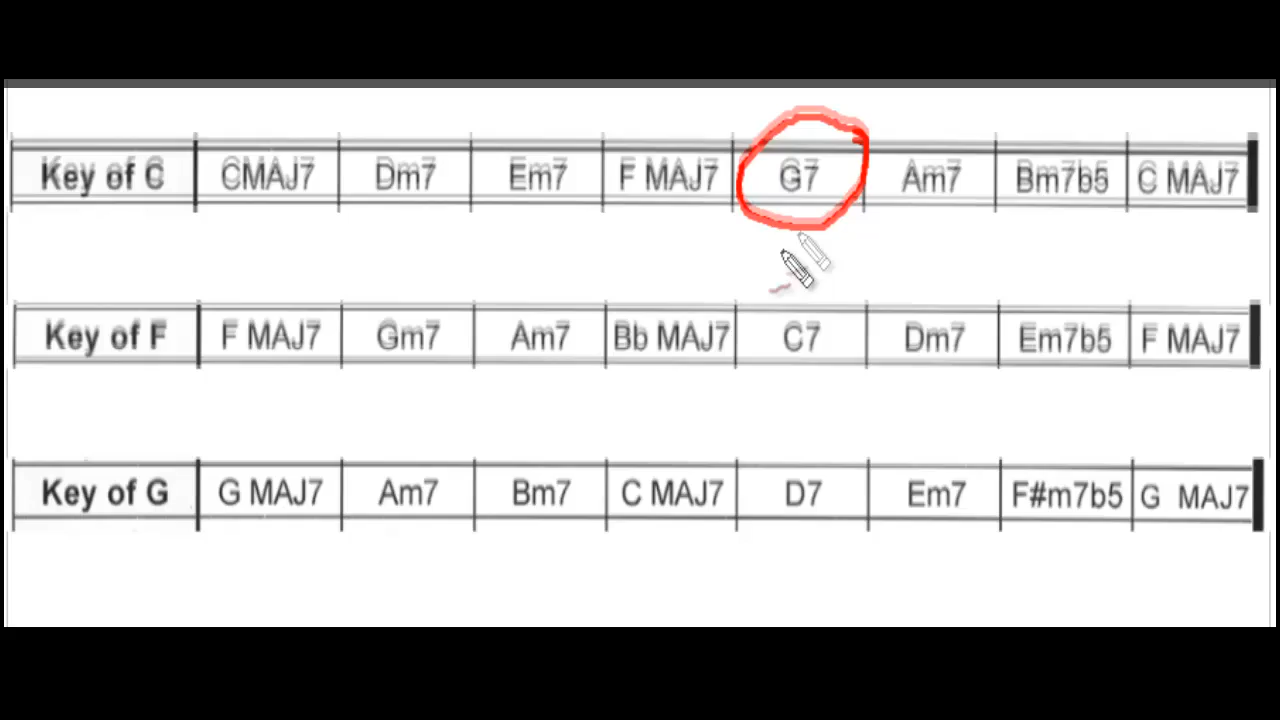 Key of C CMAJ7 Dm7 Em7 F MAJ7 G7 Am7 Bm7b5 C MAJ7
Key of F F MAJ7 Gm7 Am7 Bb MAJ7 C7 Dm7 Em7b5 F MAJ7
Key of G G MAJ7 Am7 Bm7 C MAJ7 D7 Em7 F#m7b5 G MAJ7